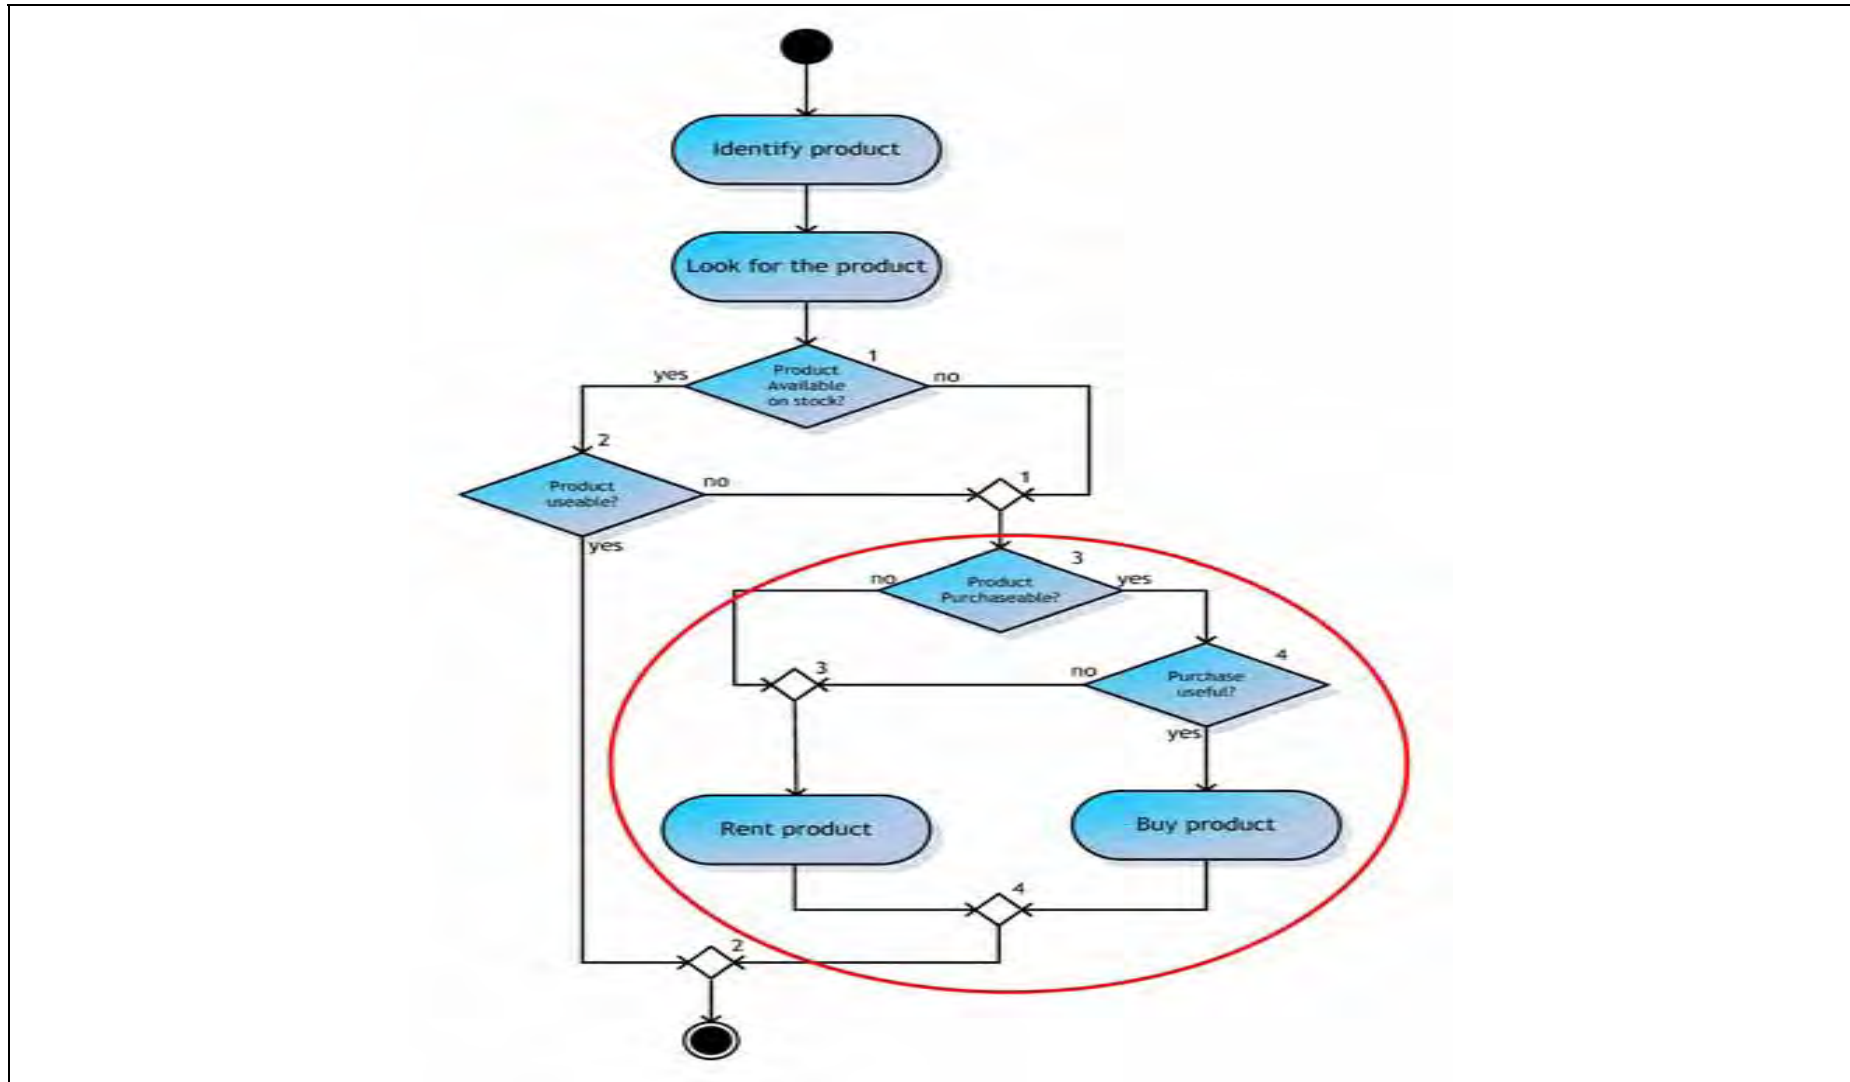 Identify product
Look for the product
1
Product
Available
on stock?
yes
no
2
Product
useable?
no
yes
1
3
Product
Purchaseable?
no
yes
3
4
Purchase
useful?
no
yes
Rent product
Buy product
4
2